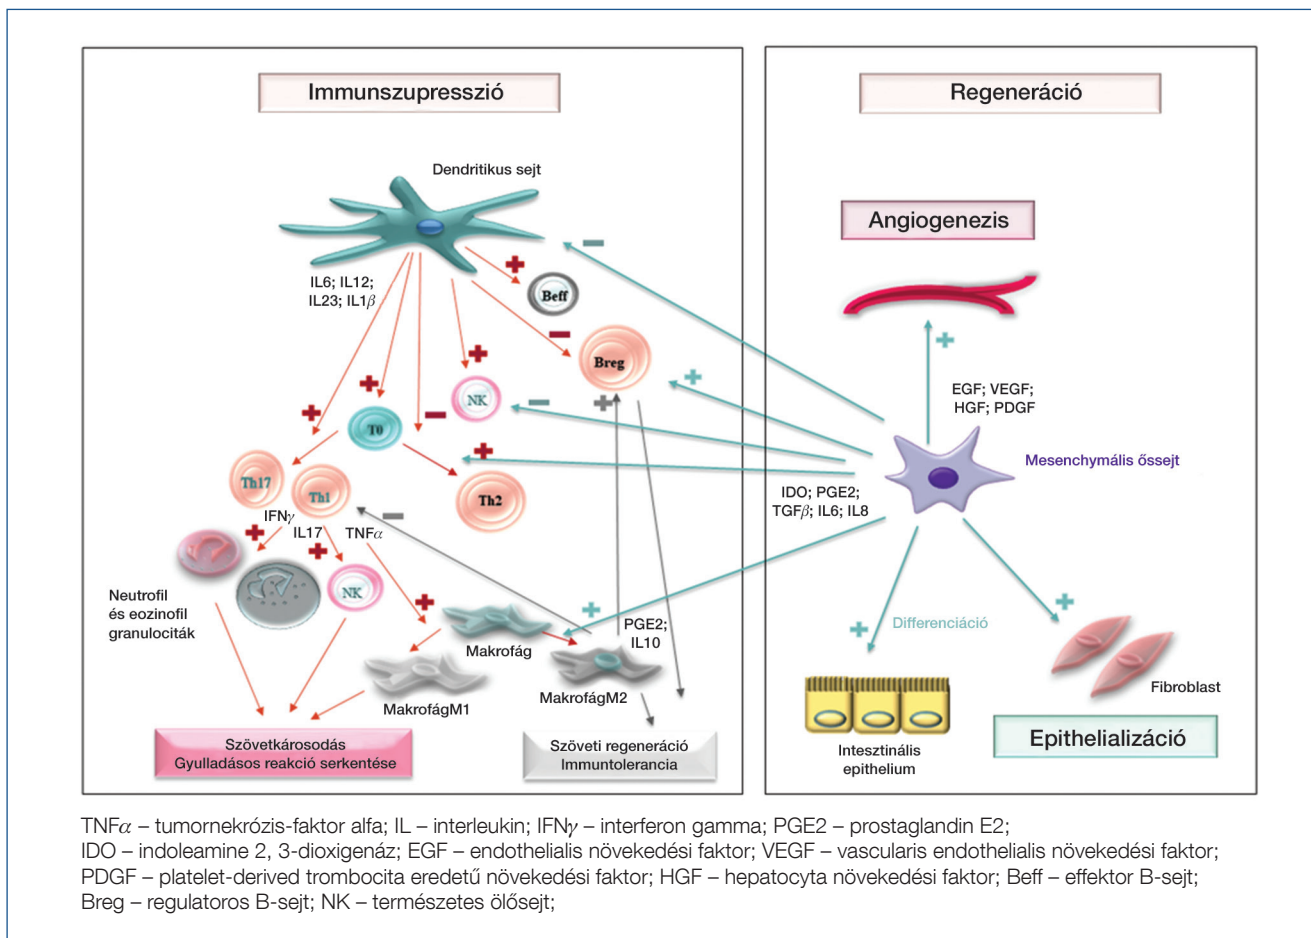 Immunszupresszió
Dendritikus sejt
IL6; IL12;
IL23; IL1β
Beff
Breg
NK
T0
Th17
Th1
Th2
IFNγ
IL17
TNFα
NK
Neutrofil
és eozinofil
granulociták
Makrofág
PGE2;
IL10
MakrofágM1
MakrofágM2
Szövetkárosodás
Gyulladásos reakció serkentése
Szöveti regeneráció
Immuntolerancia
Regeneráció
Angiogenezis
EGF; VEGF;
HGF; PDGF
Mesenchymális őssejt
IDO; PGE2;
TGFβ; IL6; IL8
Differenciáció
Fibroblast
Intesztinális
epithelium
Epithelializáció
TNFα – tumornekrózis-faktor alfa; IL – interleukin; IFNγ – interferon gamma; PGE2 – prostaglandin E2;
IDO – indoleamine 2, 3-dioxigenáz; EGF – endothelialis növekedési faktor; VEGF – vascularis endothelialis növekedési faktor;
PDGF – platelet-derived trombocita eredetű növekedési faktor; HGF – hepatocyta növekedési faktor; Beff – effektor B-sejt;
Breg – regulatoros B-sejt; NK – természetes ölősejt;